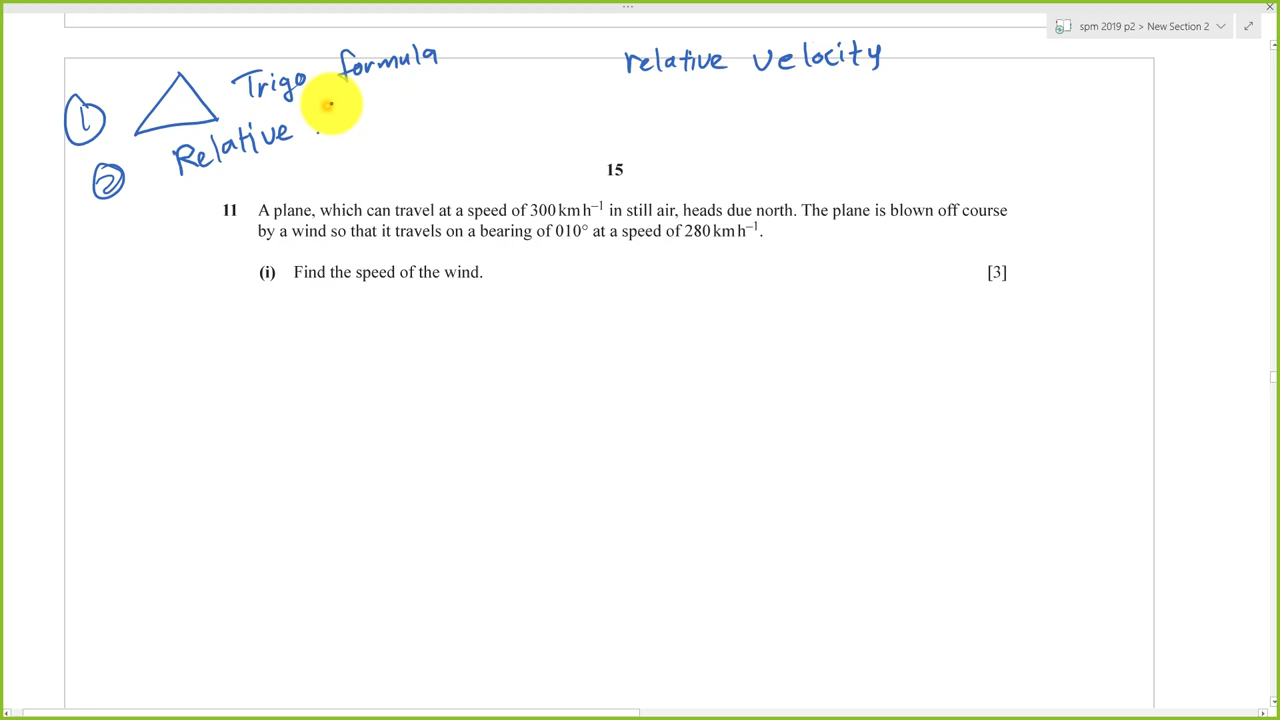 spm 2019 p2 > New Section 2
Trigo formula
relative velocity
1
Relative
2
15
11 A plane, which can travel at a speed of 300 km h⁻¹ in still air, heads due north. The plane is blown off course
by a wind so that it travels on a bearing of 010° at a speed of 280 km h⁻¹.
(i) Find the speed of the wind. [3]